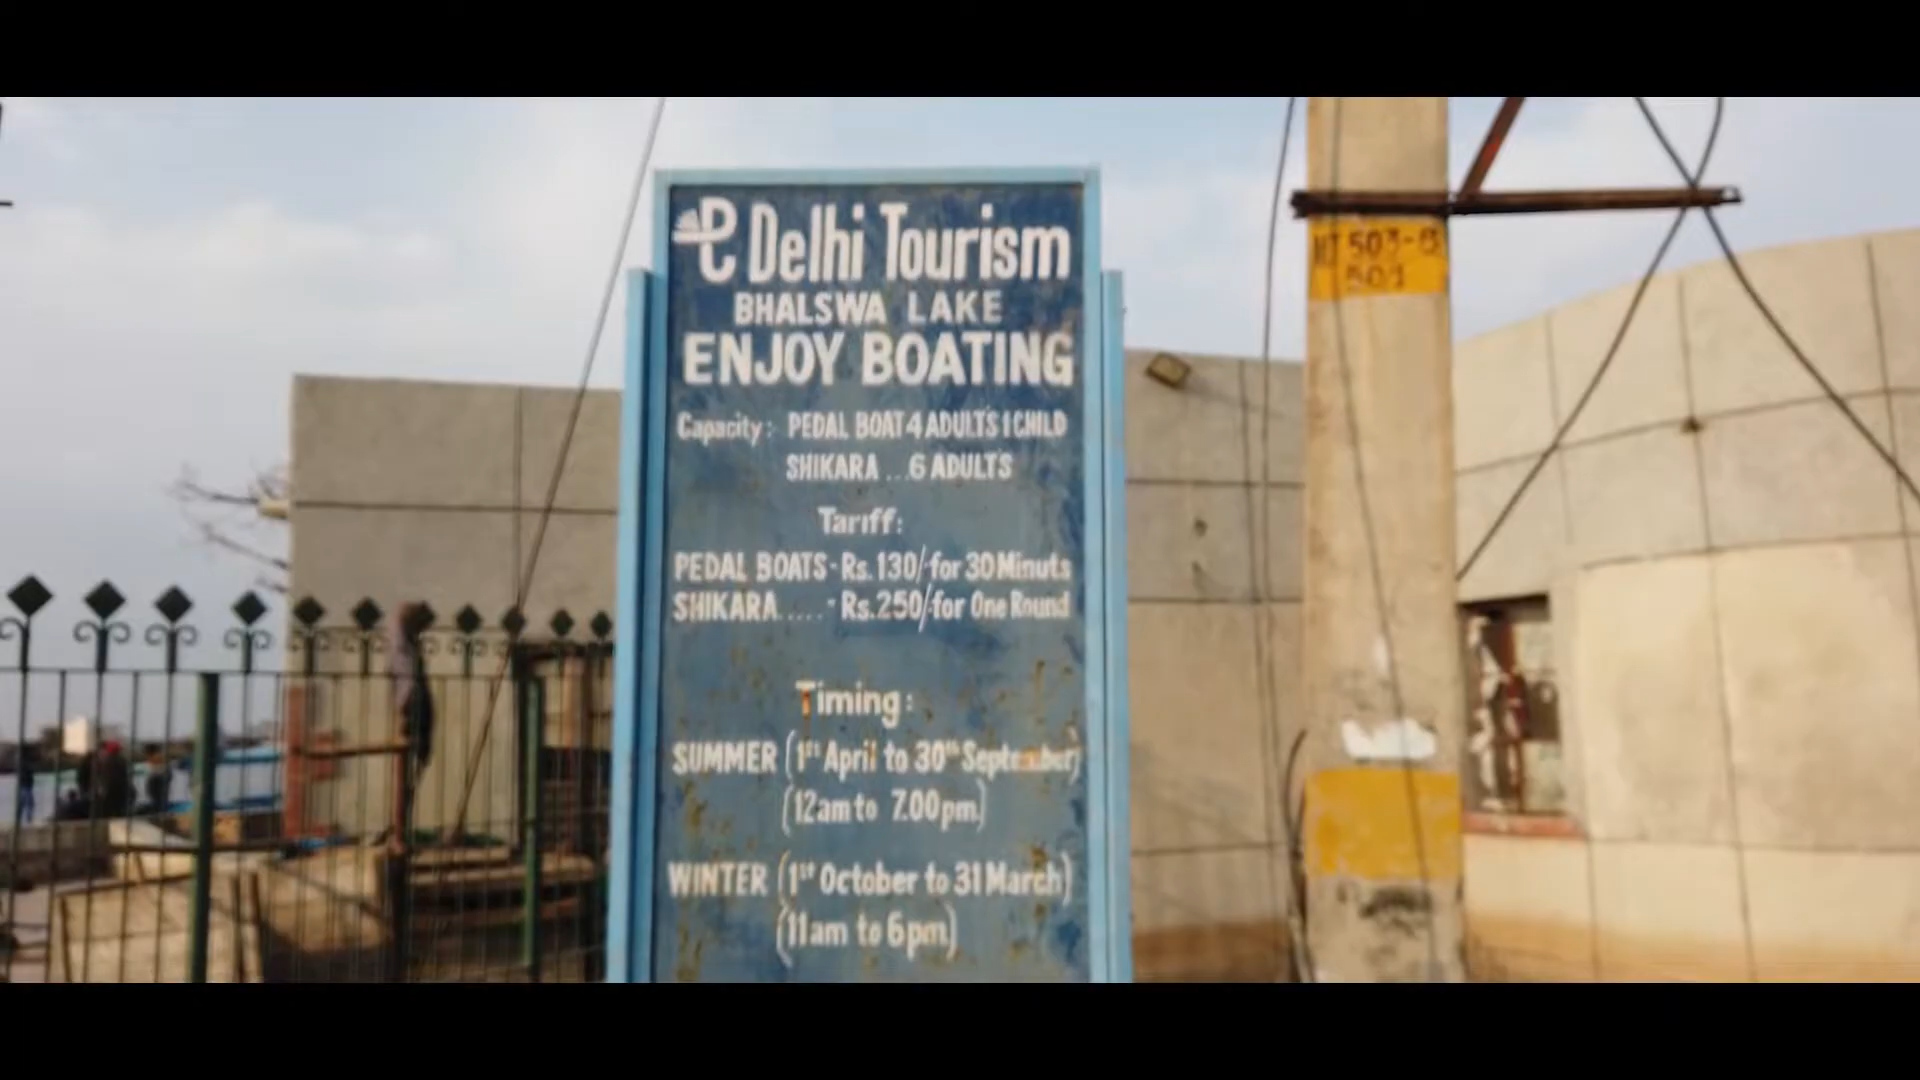 Delhi Tourism
BHALSWA LAKE
ENJOY BOATING
Capacity: PEDAL BOAT 4 ADULTS 1 CHILD
SHIKARA ... 6 ADULTS
Tariff:
PEDAL BOATS - Rs.130/- for 30 Minuts
SHIKARA ..... - Rs.250/- for One Round
Timing:
SUMMER (1st April to 30th September)
(12am to 7.00pm)
WINTER (1st October to 31 March)
(11am to 6pm)
503-